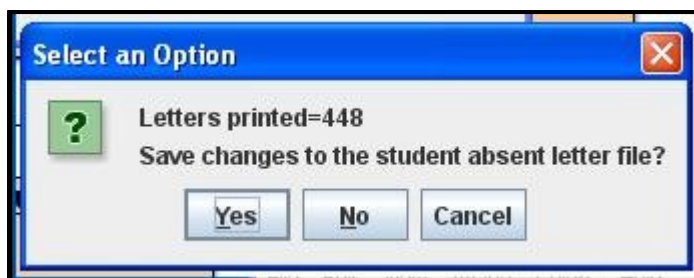 Select an Option
Letters printed=448
Save changes to the student absent letter file?
Yes No Cancel